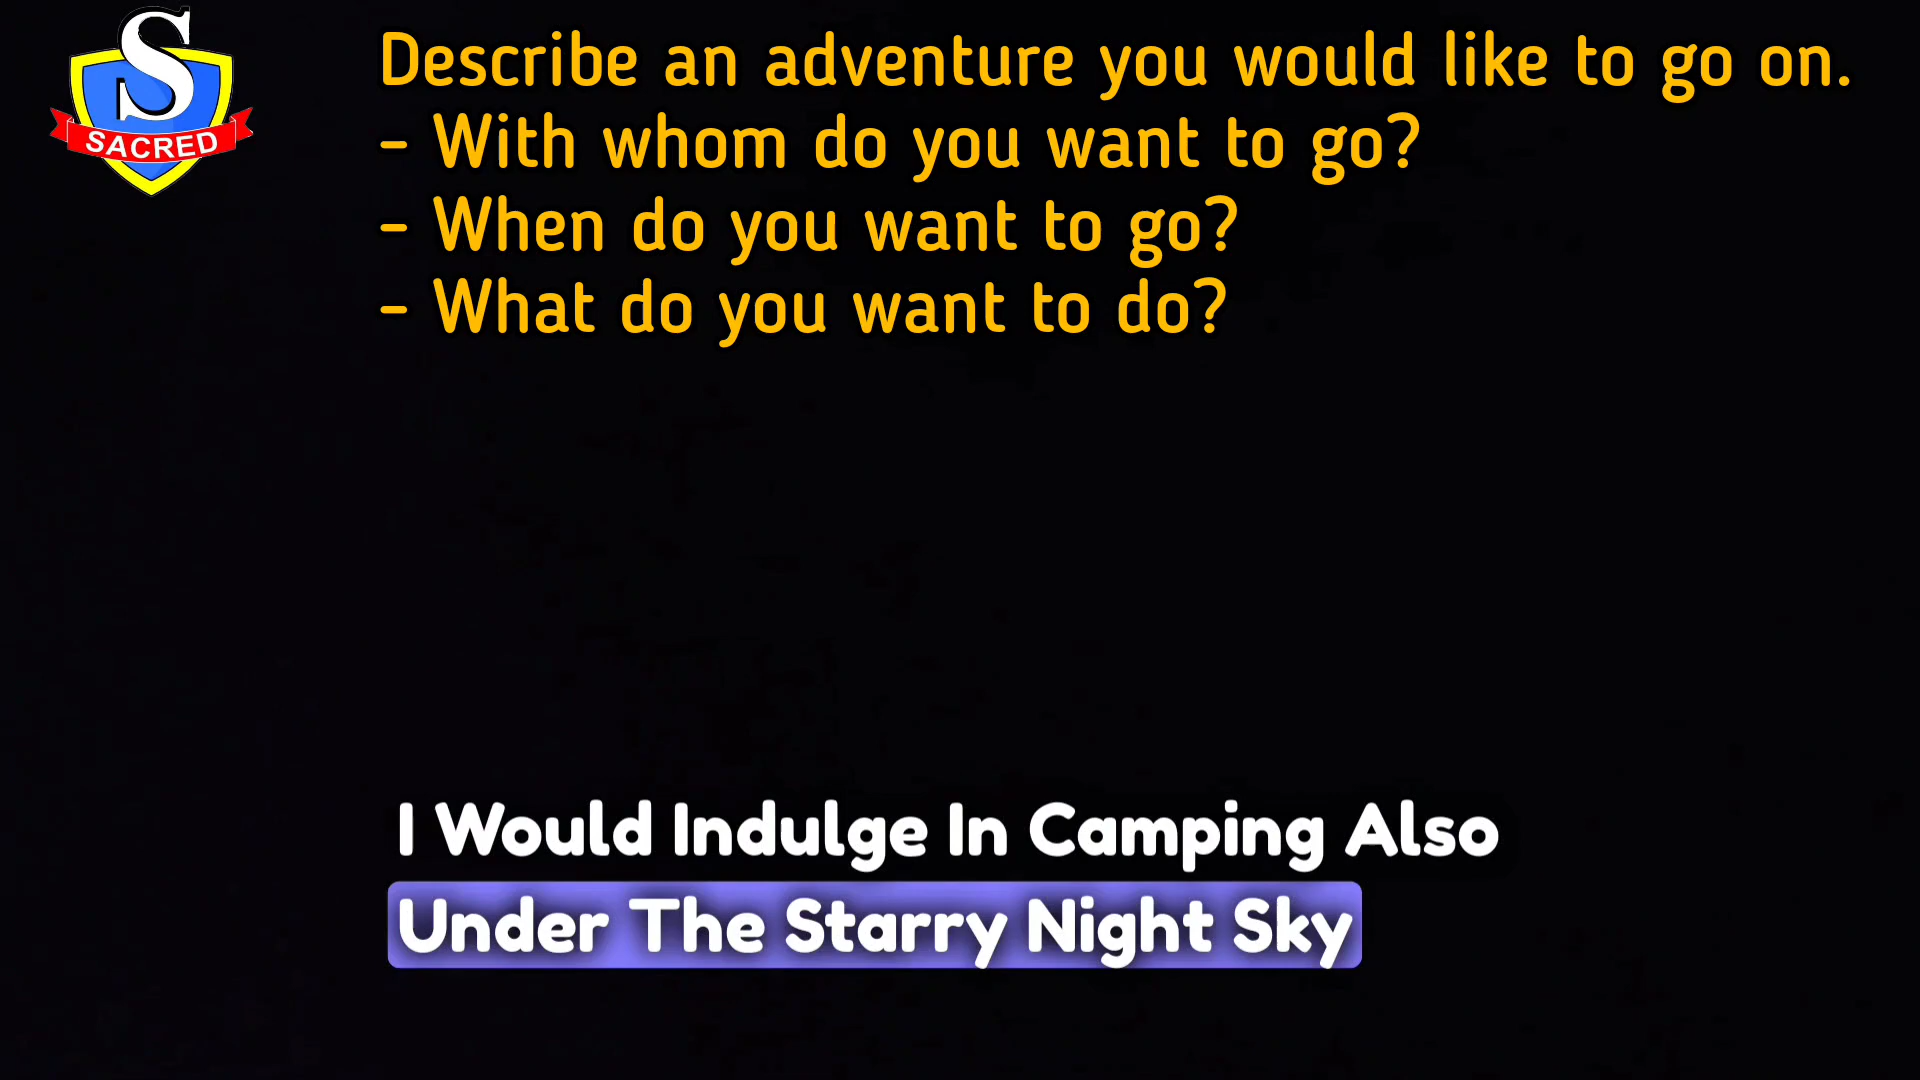 S
SACRED
Describe an adventure you would like to go on.
- With whom do you want to go?
- When do you want to go?
- What do you want to do?
I Would Indulge In Camping Also
Under The Starry Night Sky